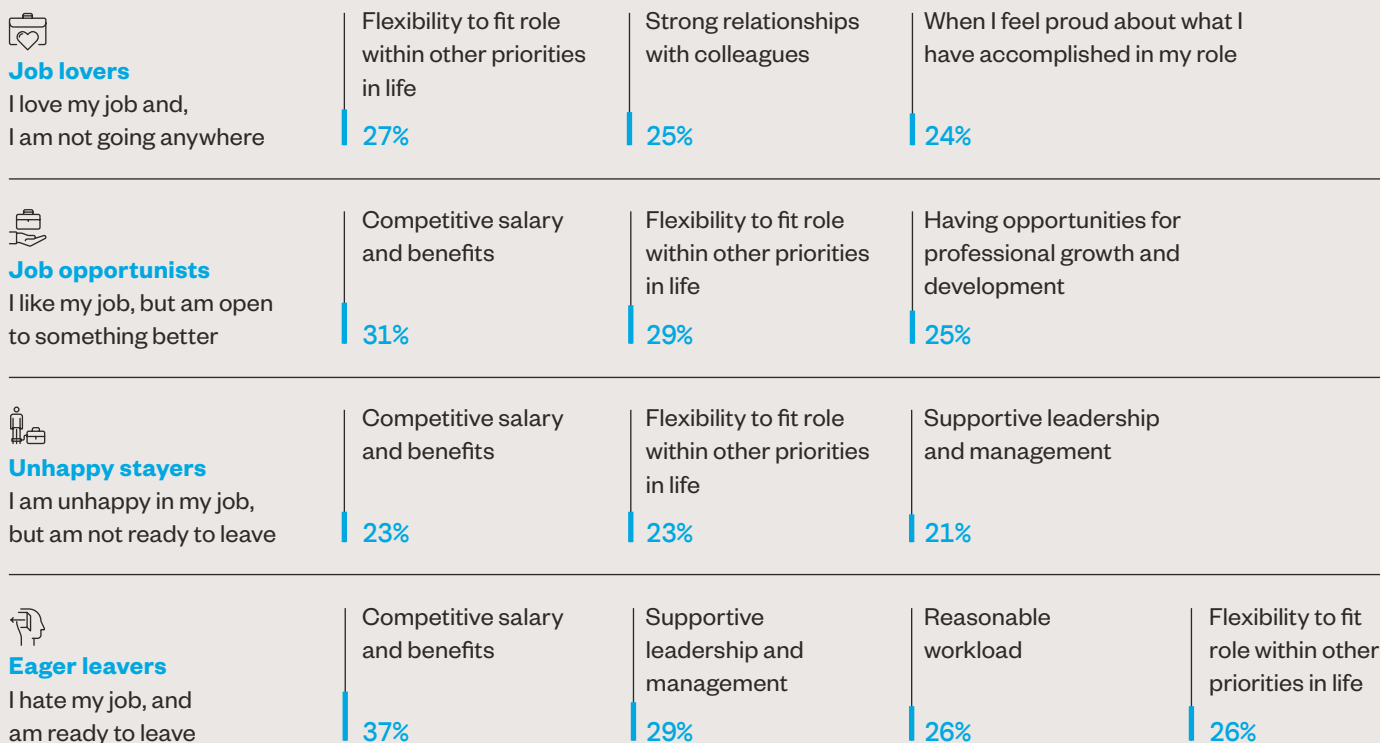 Job lovers
I love my job and,
I am not going anywhere
Flexibility to fit role
within other priorities
in life
27%
Strong relationships
with colleagues
25%
When I feel proud about what I
have accomplished in my role
24%
Job opportunists
I like my job, but am open
to something better
Competitive salary
and benefits
31%
Flexibility to fit role
within other priorities
in life
29%
Having opportunities for
professional growth and
development
25%
Unhappy stayers
I am unhappy in my job,
but am not ready to leave
Competitive salary
and benefits
23%
Flexibility to fit role
within other priorities
in life
23%
Supportive leadership
and management
21%
Eager leavers
I hate my job, and
am ready to leave
Competitive salary
and benefits
37%
Supportive
leadership and
management
29%
Reasonable
workload
26%
Flexibility to fit
role within other
priorities in life
26%